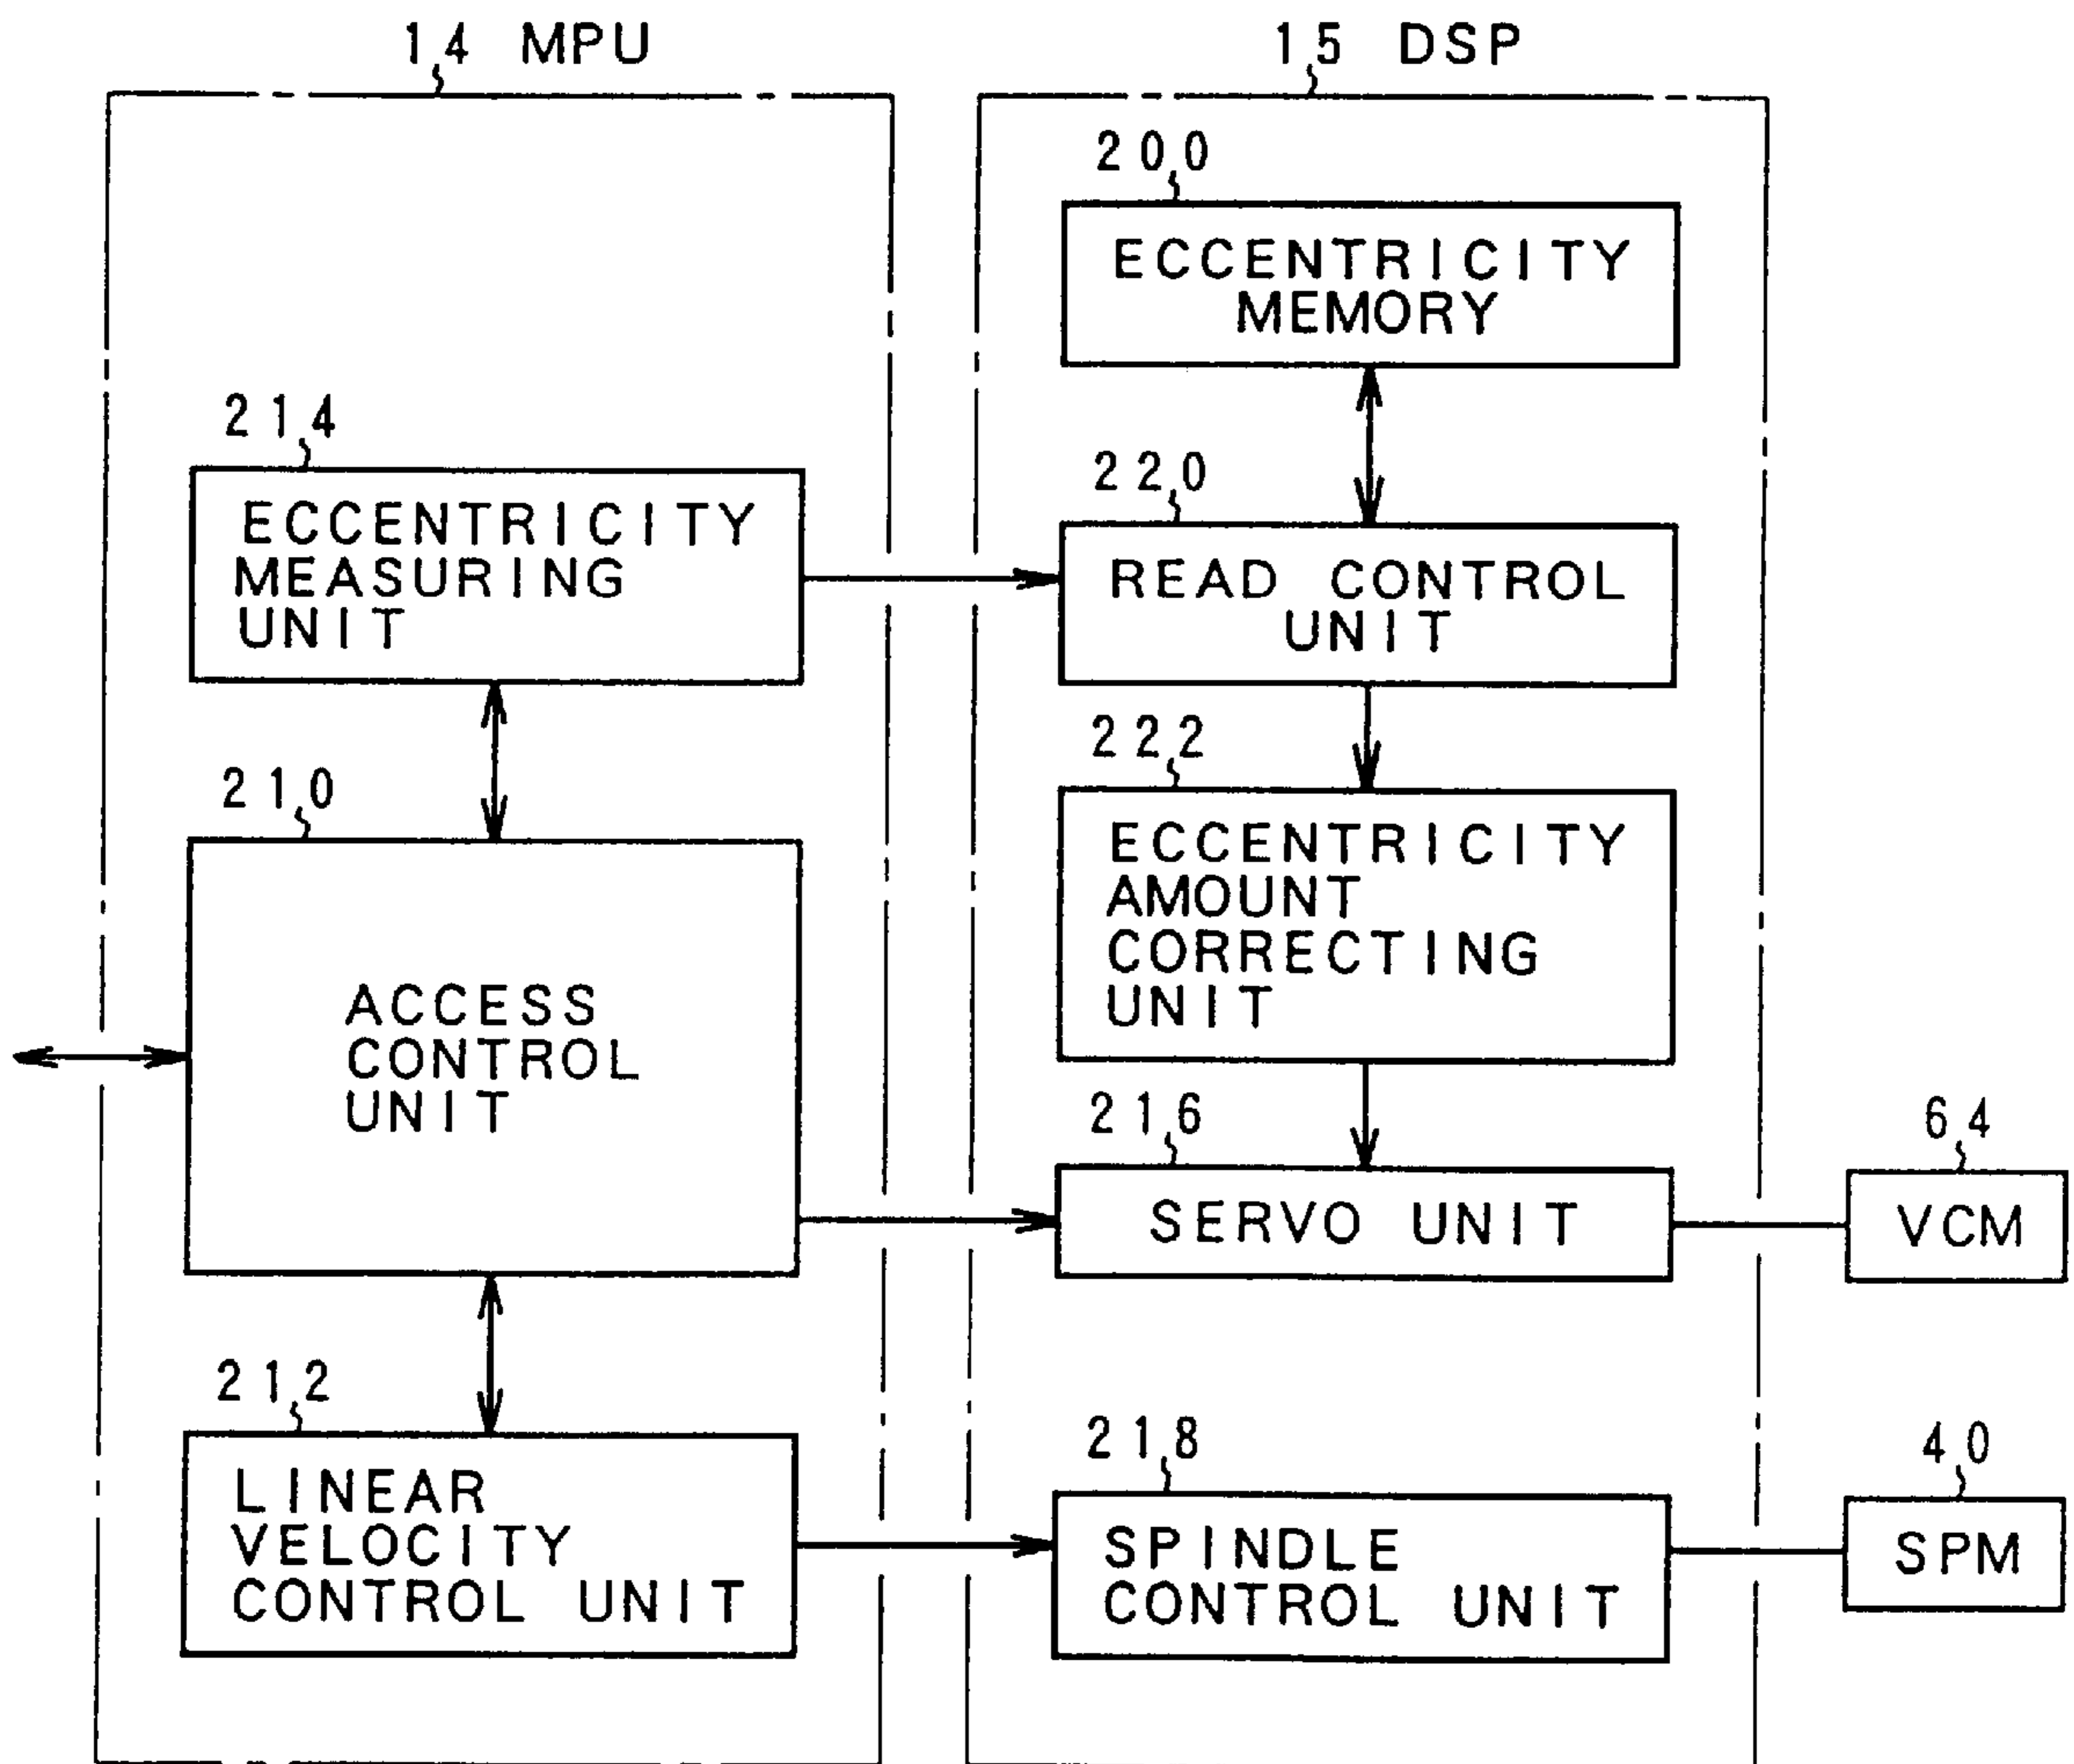 14 MPU
15 DSP
200
ECCENTRICITY
MEMORY
214
ECCENTRICITY
MEASURING
UNIT
220
READ CONTROL
UNIT
222
ECCENTRICITY
AMOUNT
CORRECTING
UNIT
210
ACCESS
CONTROL
UNIT
216
SERVO UNIT
64
VCM
212
LINEAR
VELOCITY
CONTROL UNIT
218
SPINDLE
CONTROL UNIT
40
SPM